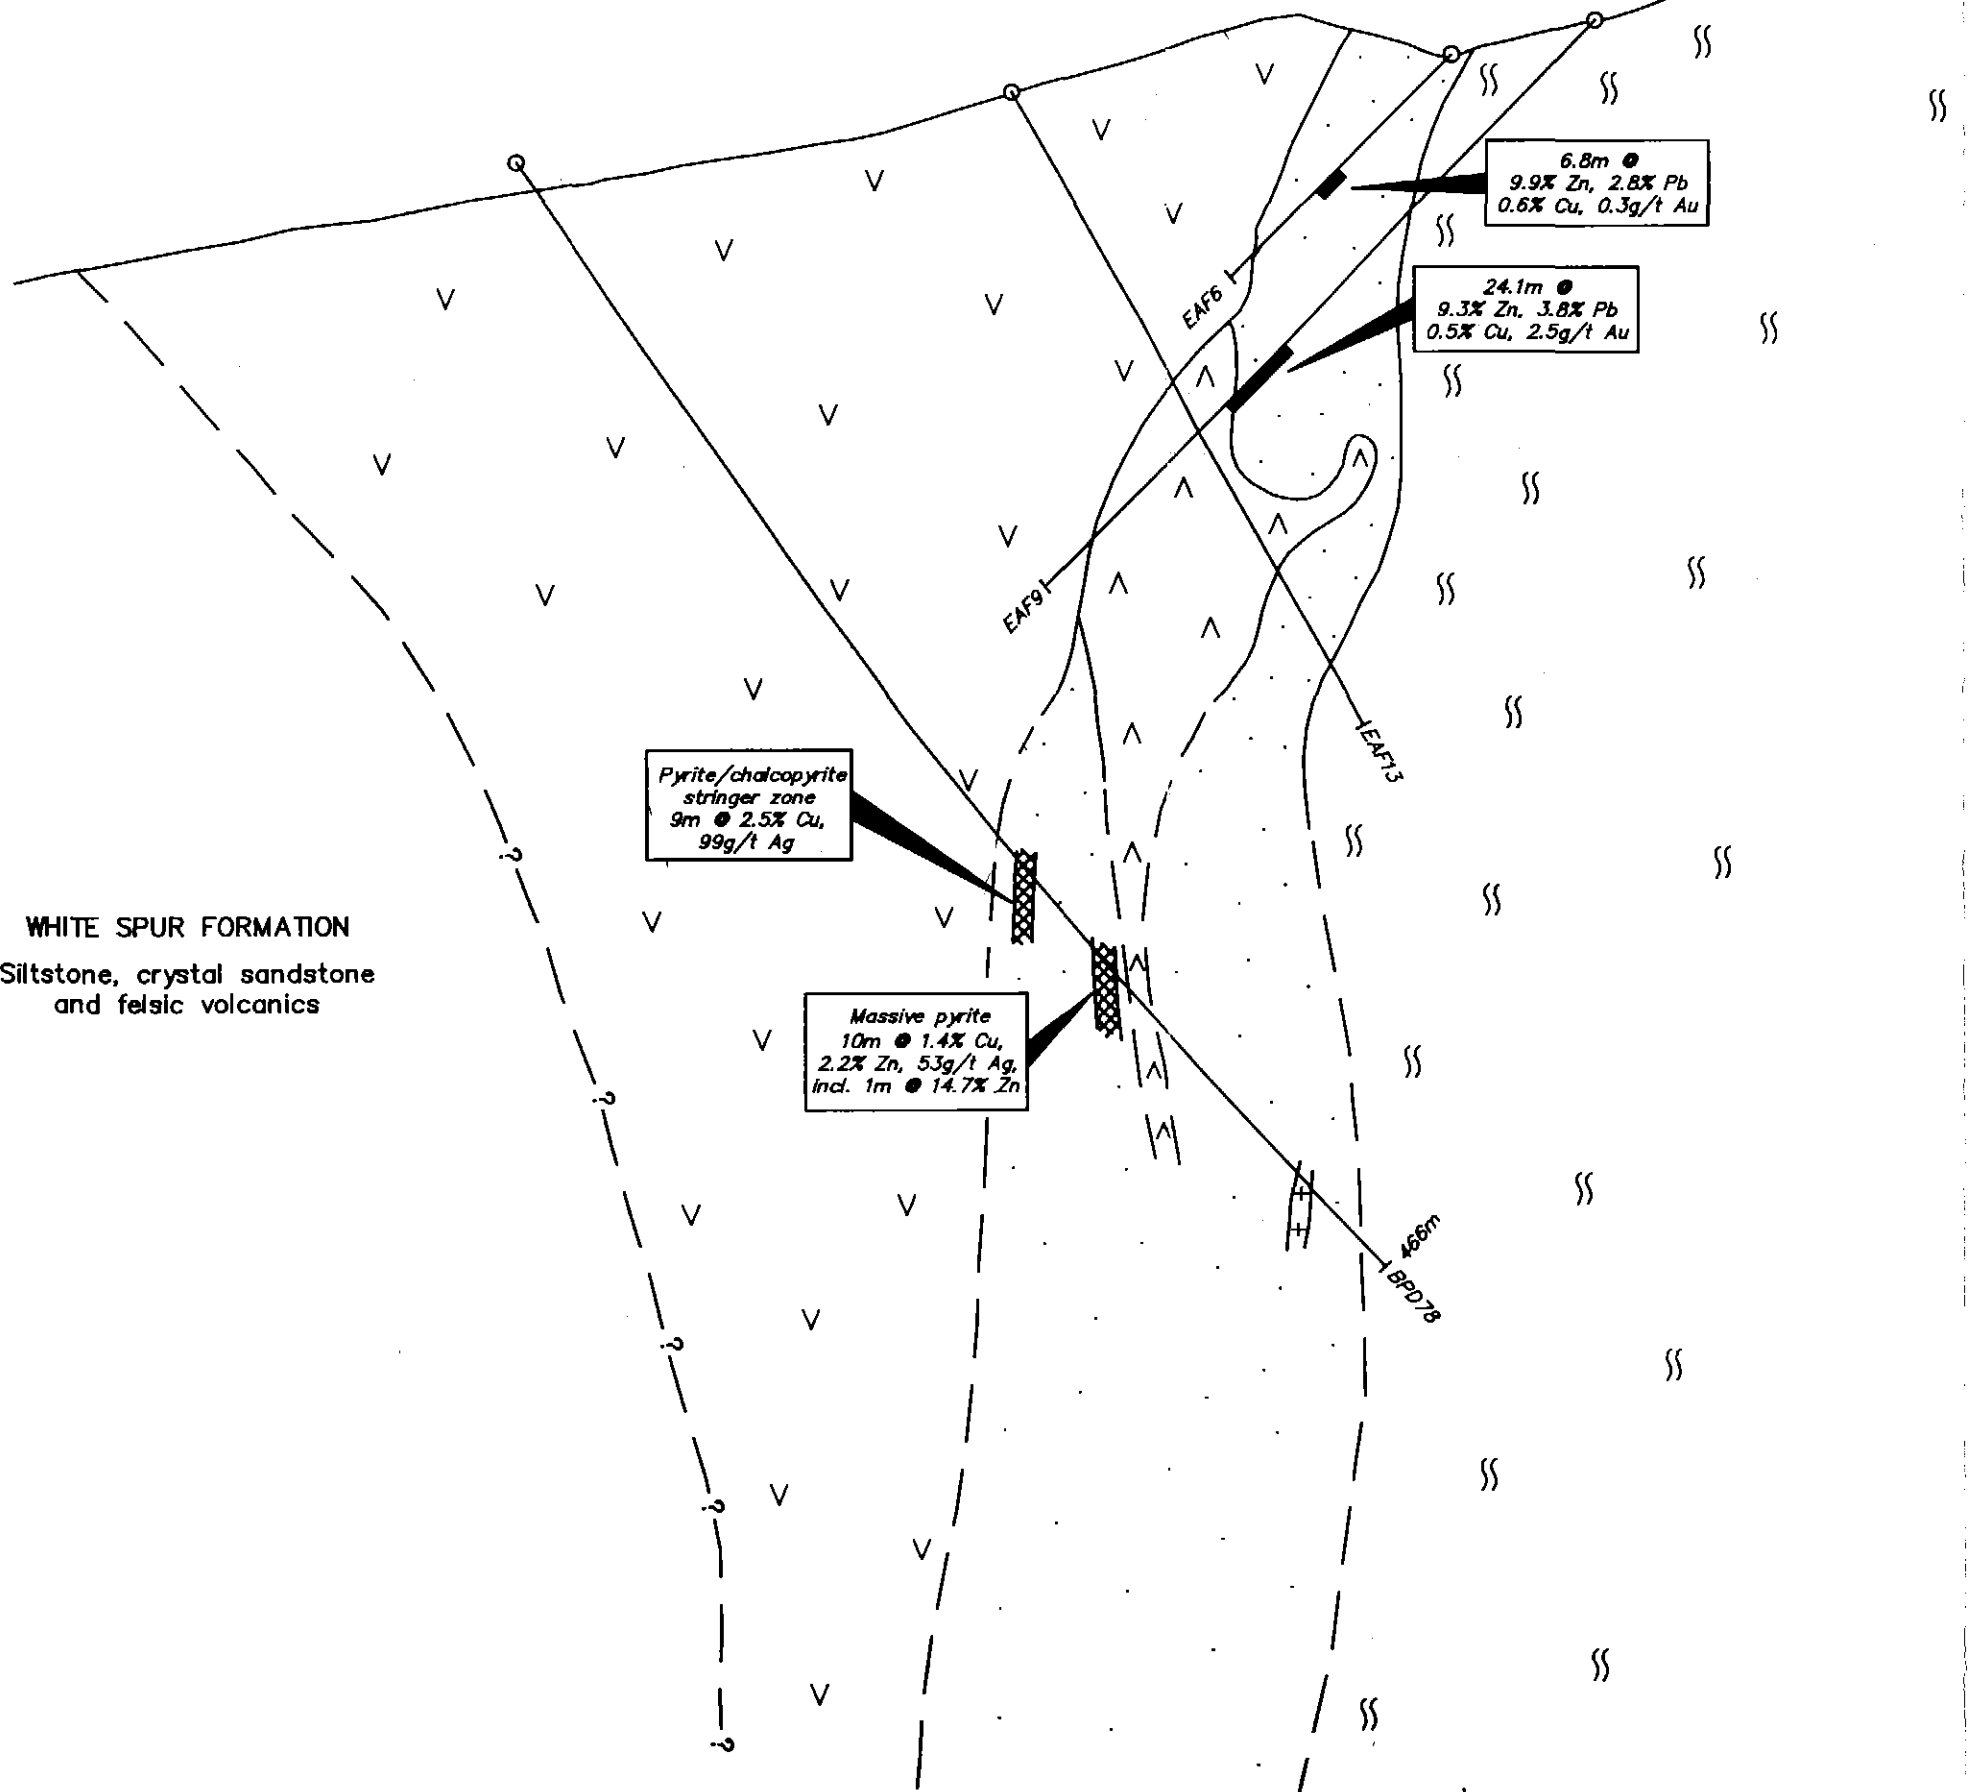 6.8m @
9.9% Zn, 2.8% Pb
0.6% Cu, 0.3g/t Au
24.1m @
9.3% Zn, 3.8% Pb
0.5% Cu, 2.5g/t Au
EAF6
EAF9
EAF13
Pyrite/chalcopyrite
stringer zone
9m @ 2.5% Cu,
99g/t Ag
WHITE SPUR FORMATION
Siltstone, crystal sandstone
and felsic volcanics
Massive pyrite
10m @ 1.4% Cu,
2.2% Zn, 53g/t Ag,
incl. 1m @ 14.7% Zn
466m
BPD78
?
?
?
?
?